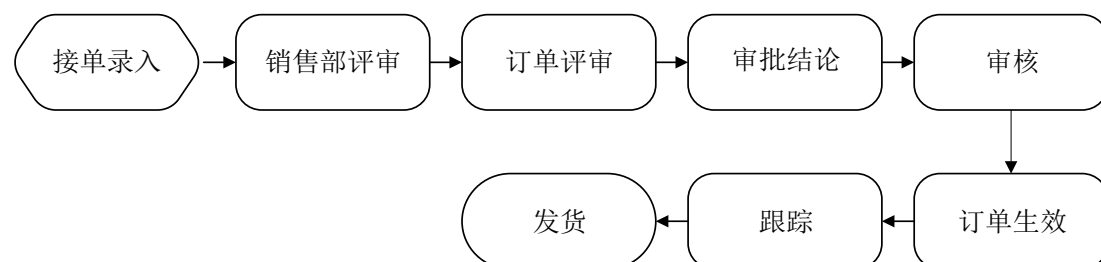 接单录入
销售部评审
订单评审
审批结论
审核
发货
跟踪
订单生效